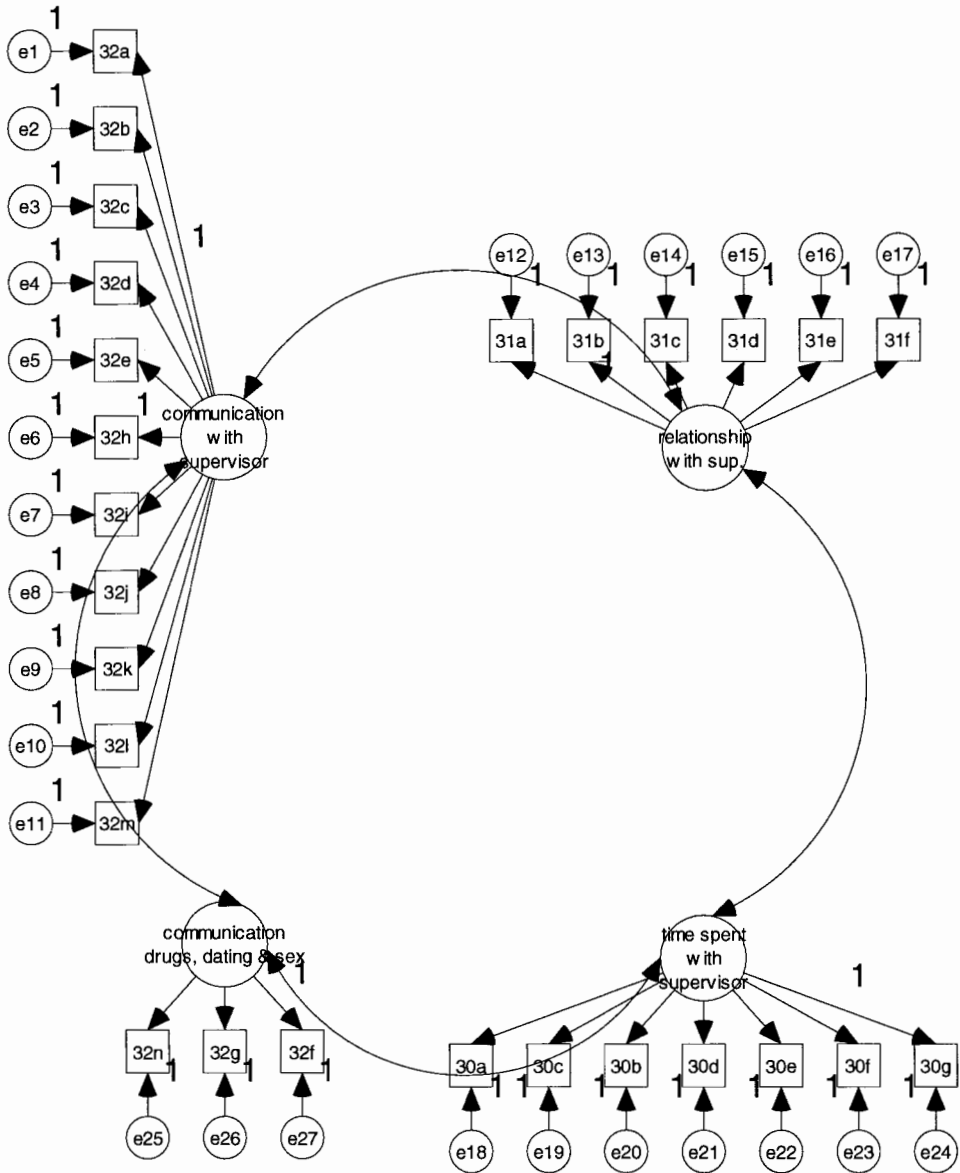 1
e1 32a
1
e2 32b
1
e3 32c
1
1
e4 32d
1
e5 32e
1
1
e6 32h
1
e7 32i
1
e8 32j
1
e9 32k
1
e10 32l
1
e11 32m
communication
with
supervisor
e12 e13 e14 e15 e16 e17
1 1 1 1 1 1
31a 31b 31c 31d 31e 31f
1
relationship
with sup.
communication
drugs, dating & sex
1
32n 32g 32f
1 1 1
e25 e26 e27
time spent
with
supervisor
1
30a 30c 30b 30d 30e 30f 30g
1 1 1 1 1 1 1
e18 e19 e20 e21 e22 e23 e24